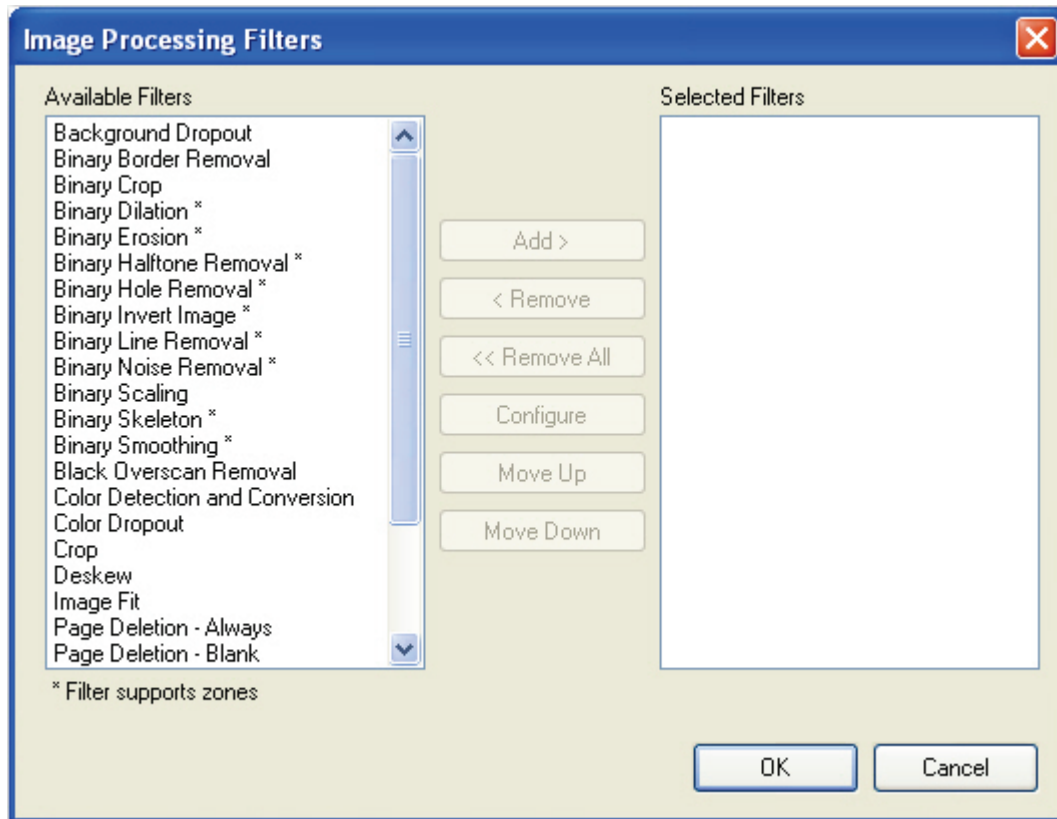 Image Processing Filters
Available Filters
Background Dropout
Binary Border Removal
Binary Crop
Binary Dilation *
Binary Erosion *
Binary Halftone Removal *
Binary Hole Removal *
Binary Invert Image *
Binary Line Removal *
Binary Noise Removal *
Binary Scaling
Binary Skeleton *
Binary Smoothing *
Black Overscan Removal
Color Detection and Conversion
Color Dropout
Crop
Deskew
Image Fit
Page Deletion - Always
Page Deletion - Blank
* Filter supports zones
Add >
< Remove
<< Remove All
Configure
Move Up
Move Down
Selected Filters
OK
Cancel